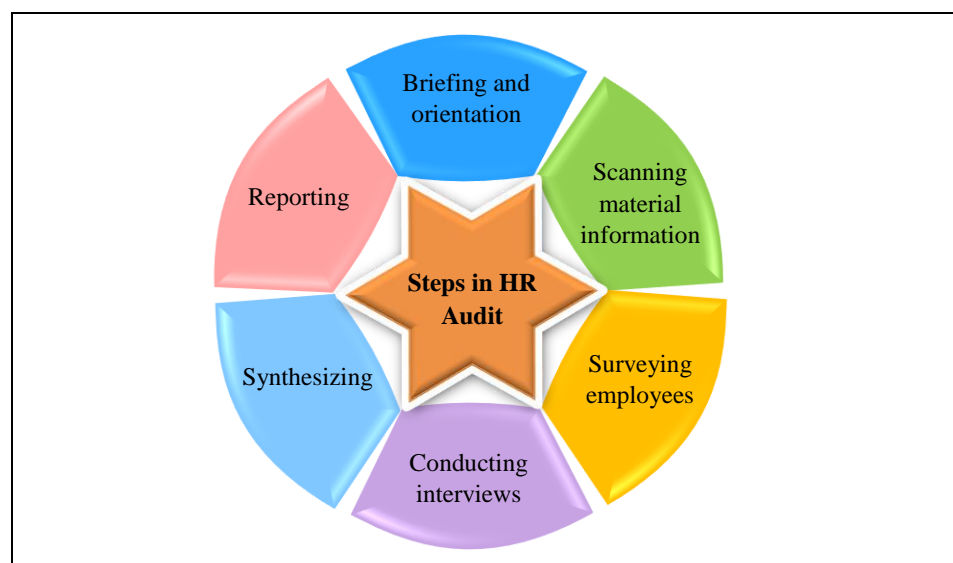 Briefing and
orientation
Scanning
material
information
Surveying
employees
Conducting
interviews
Synthesizing
Reporting
Steps in HR
Audit